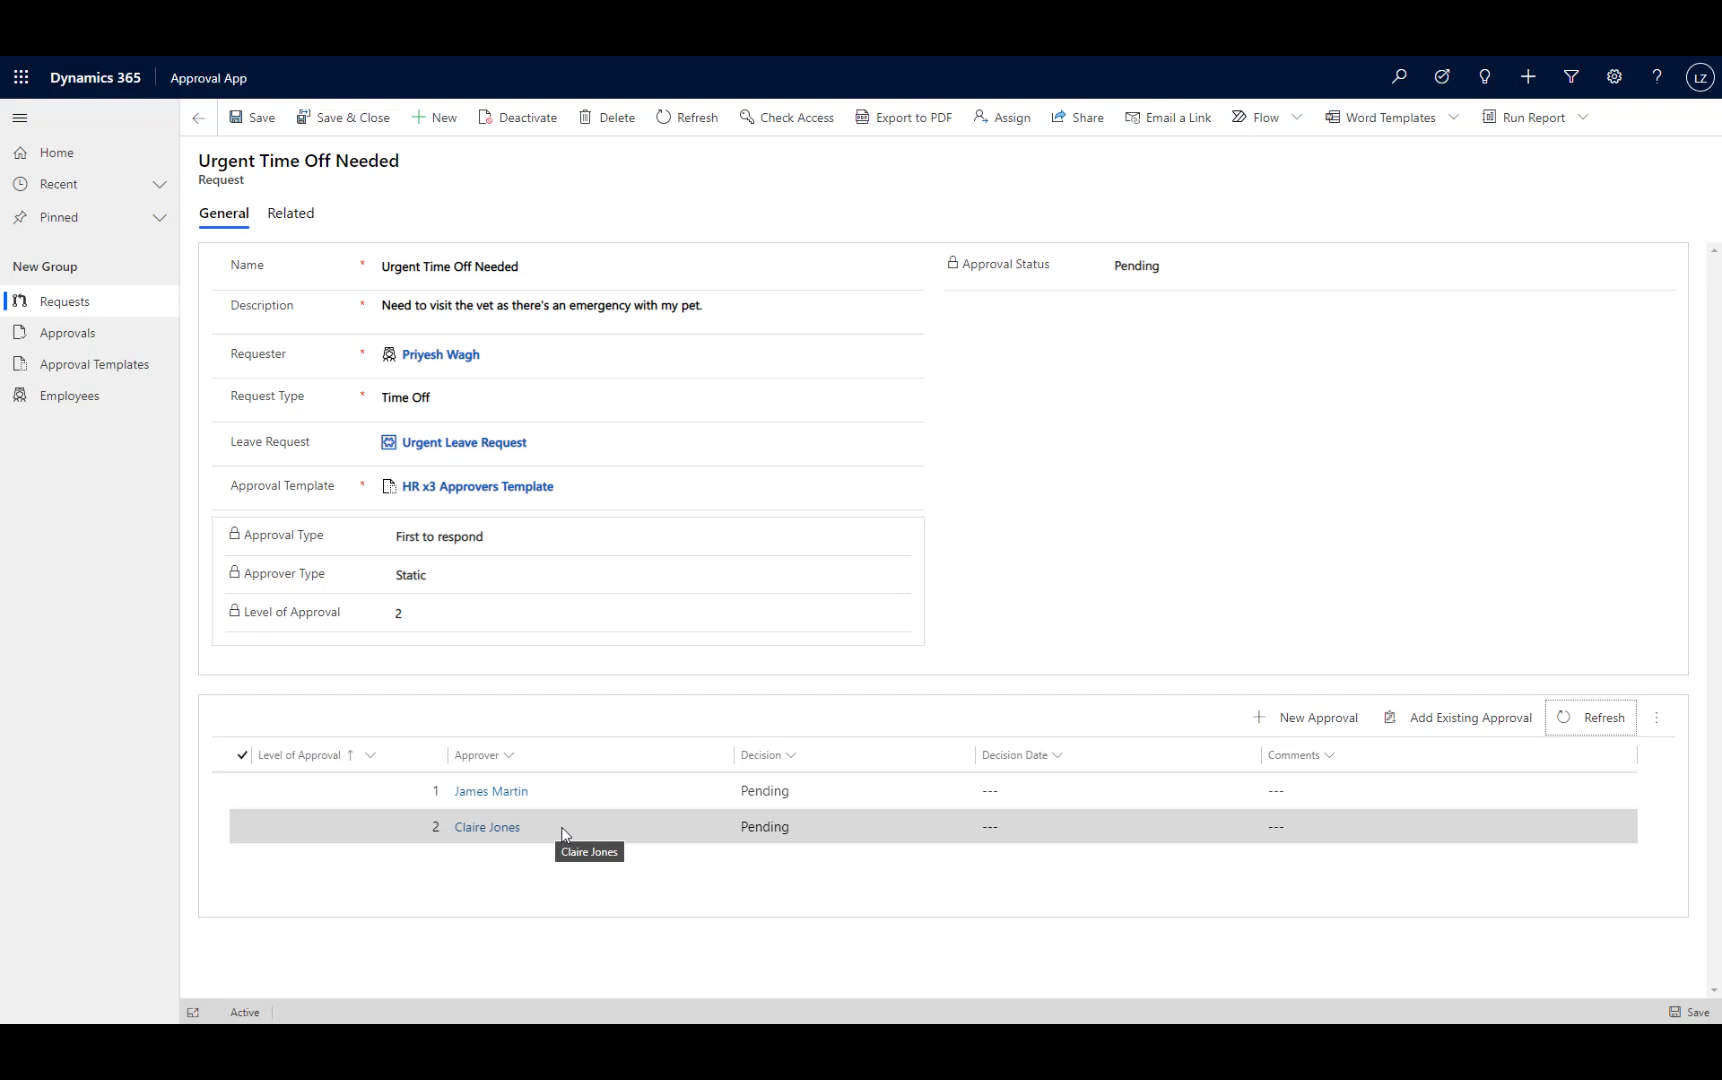 Dynamics 365 Approval App LZ
Save Save & Close New Deactivate Delete Refresh Check Access Export to PDF Assign Share Email a Link Flow Word Templates Run Report
Home
Recent
Pinned
New Group
Requests
Approvals
Approval Templates
Employees
Urgent Time Off Needed
Request
General Related
Name * Urgent Time Off Needed
Approval Status Pending
Description * Need to visit the vet as there's an emergency with my pet.
Requester * Priyesh Wagh
Request Type * Time Off
Leave Request Urgent Leave Request
Approval Template * HR x3 Approvers Template
Approval Type First to respond
Approver Type Static
Level of Approval 2
New Approval Add Existing Approval Refresh
Level of Approval ↑ Approver Decision Decision Date Comments
1 James Martin Pending --- ---
2 Claire Jones Pending --- ---
Claire Jones
Active Save